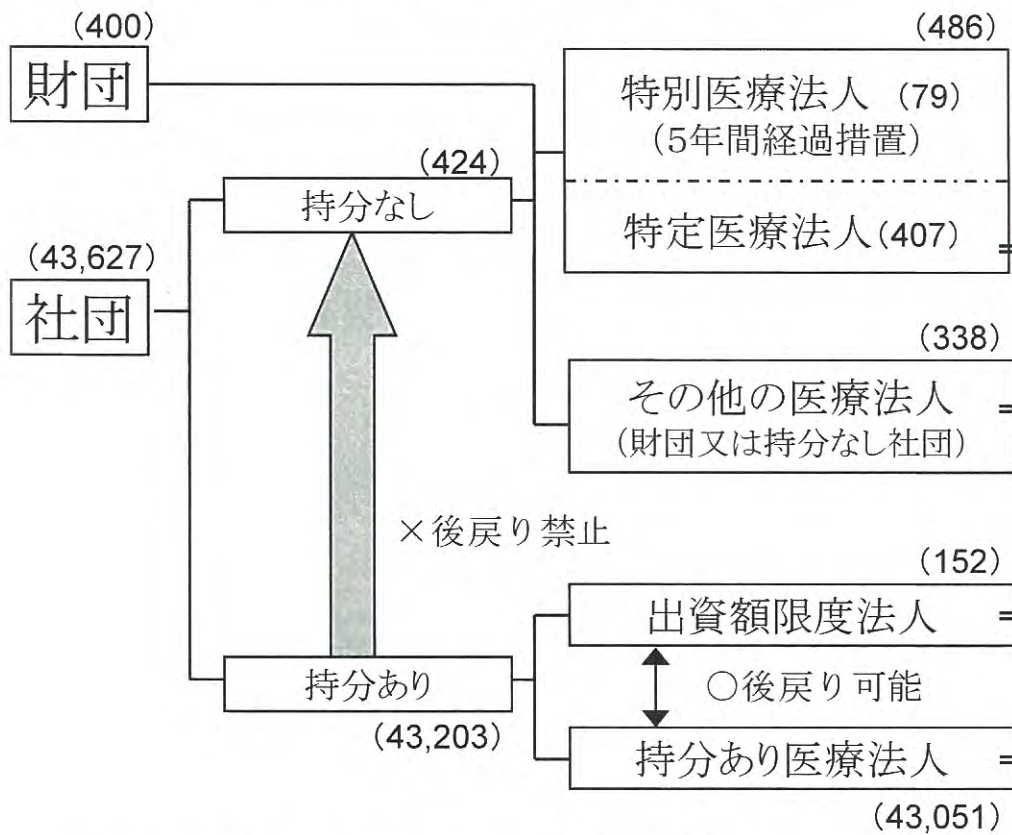 (400)
財団
(486)
特別医療法人 (79)
(5年間経過措置)
特定医療法人(407)
(424)
持分なし
(43,627)
社団
(338)
その他の医療法人
(財団又は持分なし社団)
×後戻り禁止
(152)
出資額限度法人
○後戻り可能
持分あり
(43,203)
持分あり医療法人
(43,051)